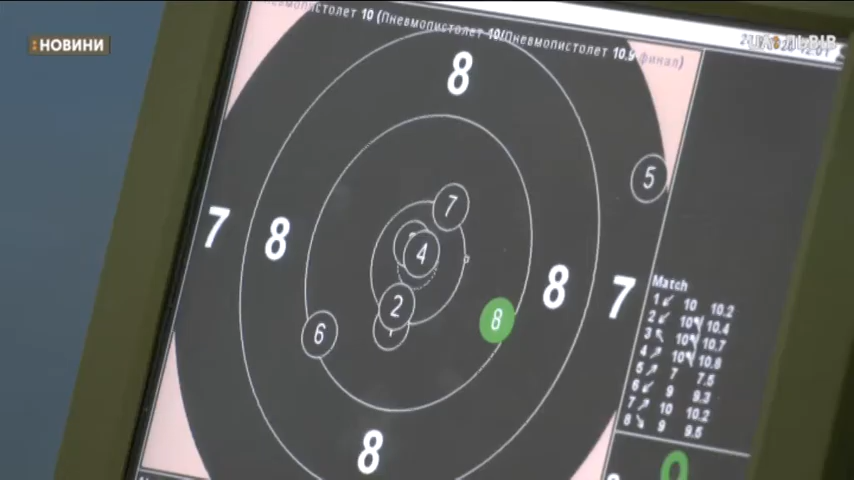 НОВИНИ
невмопистолет 10 (Пневмопистолет 10/Пневмопистолет 10.9 финал)
8
5
7
7
8
4
8
7
2
8
6
8
Match
1 ↙ 10 10.2
2 ↙ 10 10.4
3 ↖ 10 10.7
4 ↗ 10 10.8
5 ↗ 7 7.5
6 ↙ 9 9.3
7 ↗ 10 10.2
8 ↘ 9 9.5